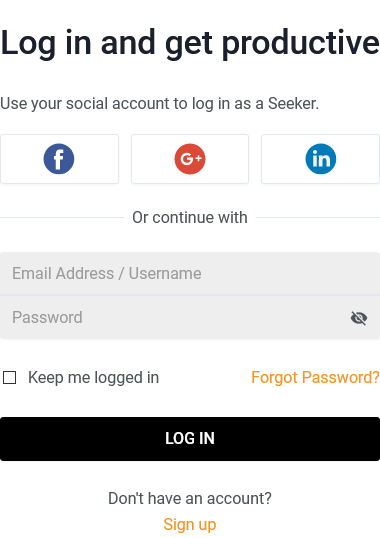 Log in and get productive
Use your social account to log in as a Seeker.
f
G+
in
Or continue with
Email Address / Username
Password
Keep me logged in
Forgot Password?
LOG IN
Don't have an account?
Sign up